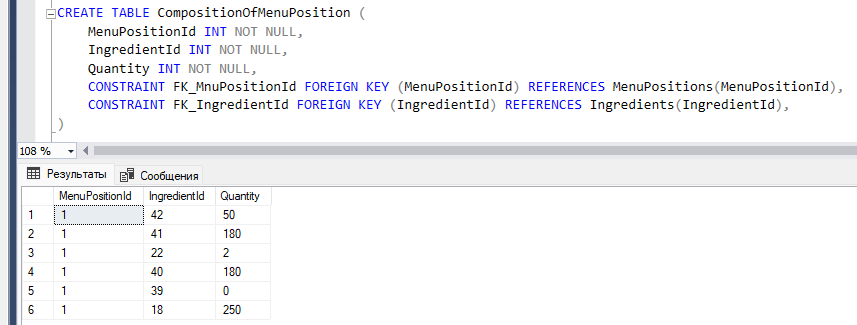 CREATE TABLE CompositionOfMenuPosition (
MenuPositionId INT NOT NULL,
IngredientId INT NOT NULL,
Quantity INT NOT NULL,
CONSTRAINT FK_MnuPositionId FOREIGN KEY (MenuPositionId) REFERENCES MenuPositions(MenuPositionId),
CONSTRAINT FK_IngredientId FOREIGN KEY (IngredientId) REFERENCES Ingredients(IngredientId),
)
108 %
Результаты Сообщения
MenuPositionId IngredientId Quantity
1 1 42 50
2 1 41 180
3 1 22 2
4 1 40 180
5 1 39 0
6 1 18 250